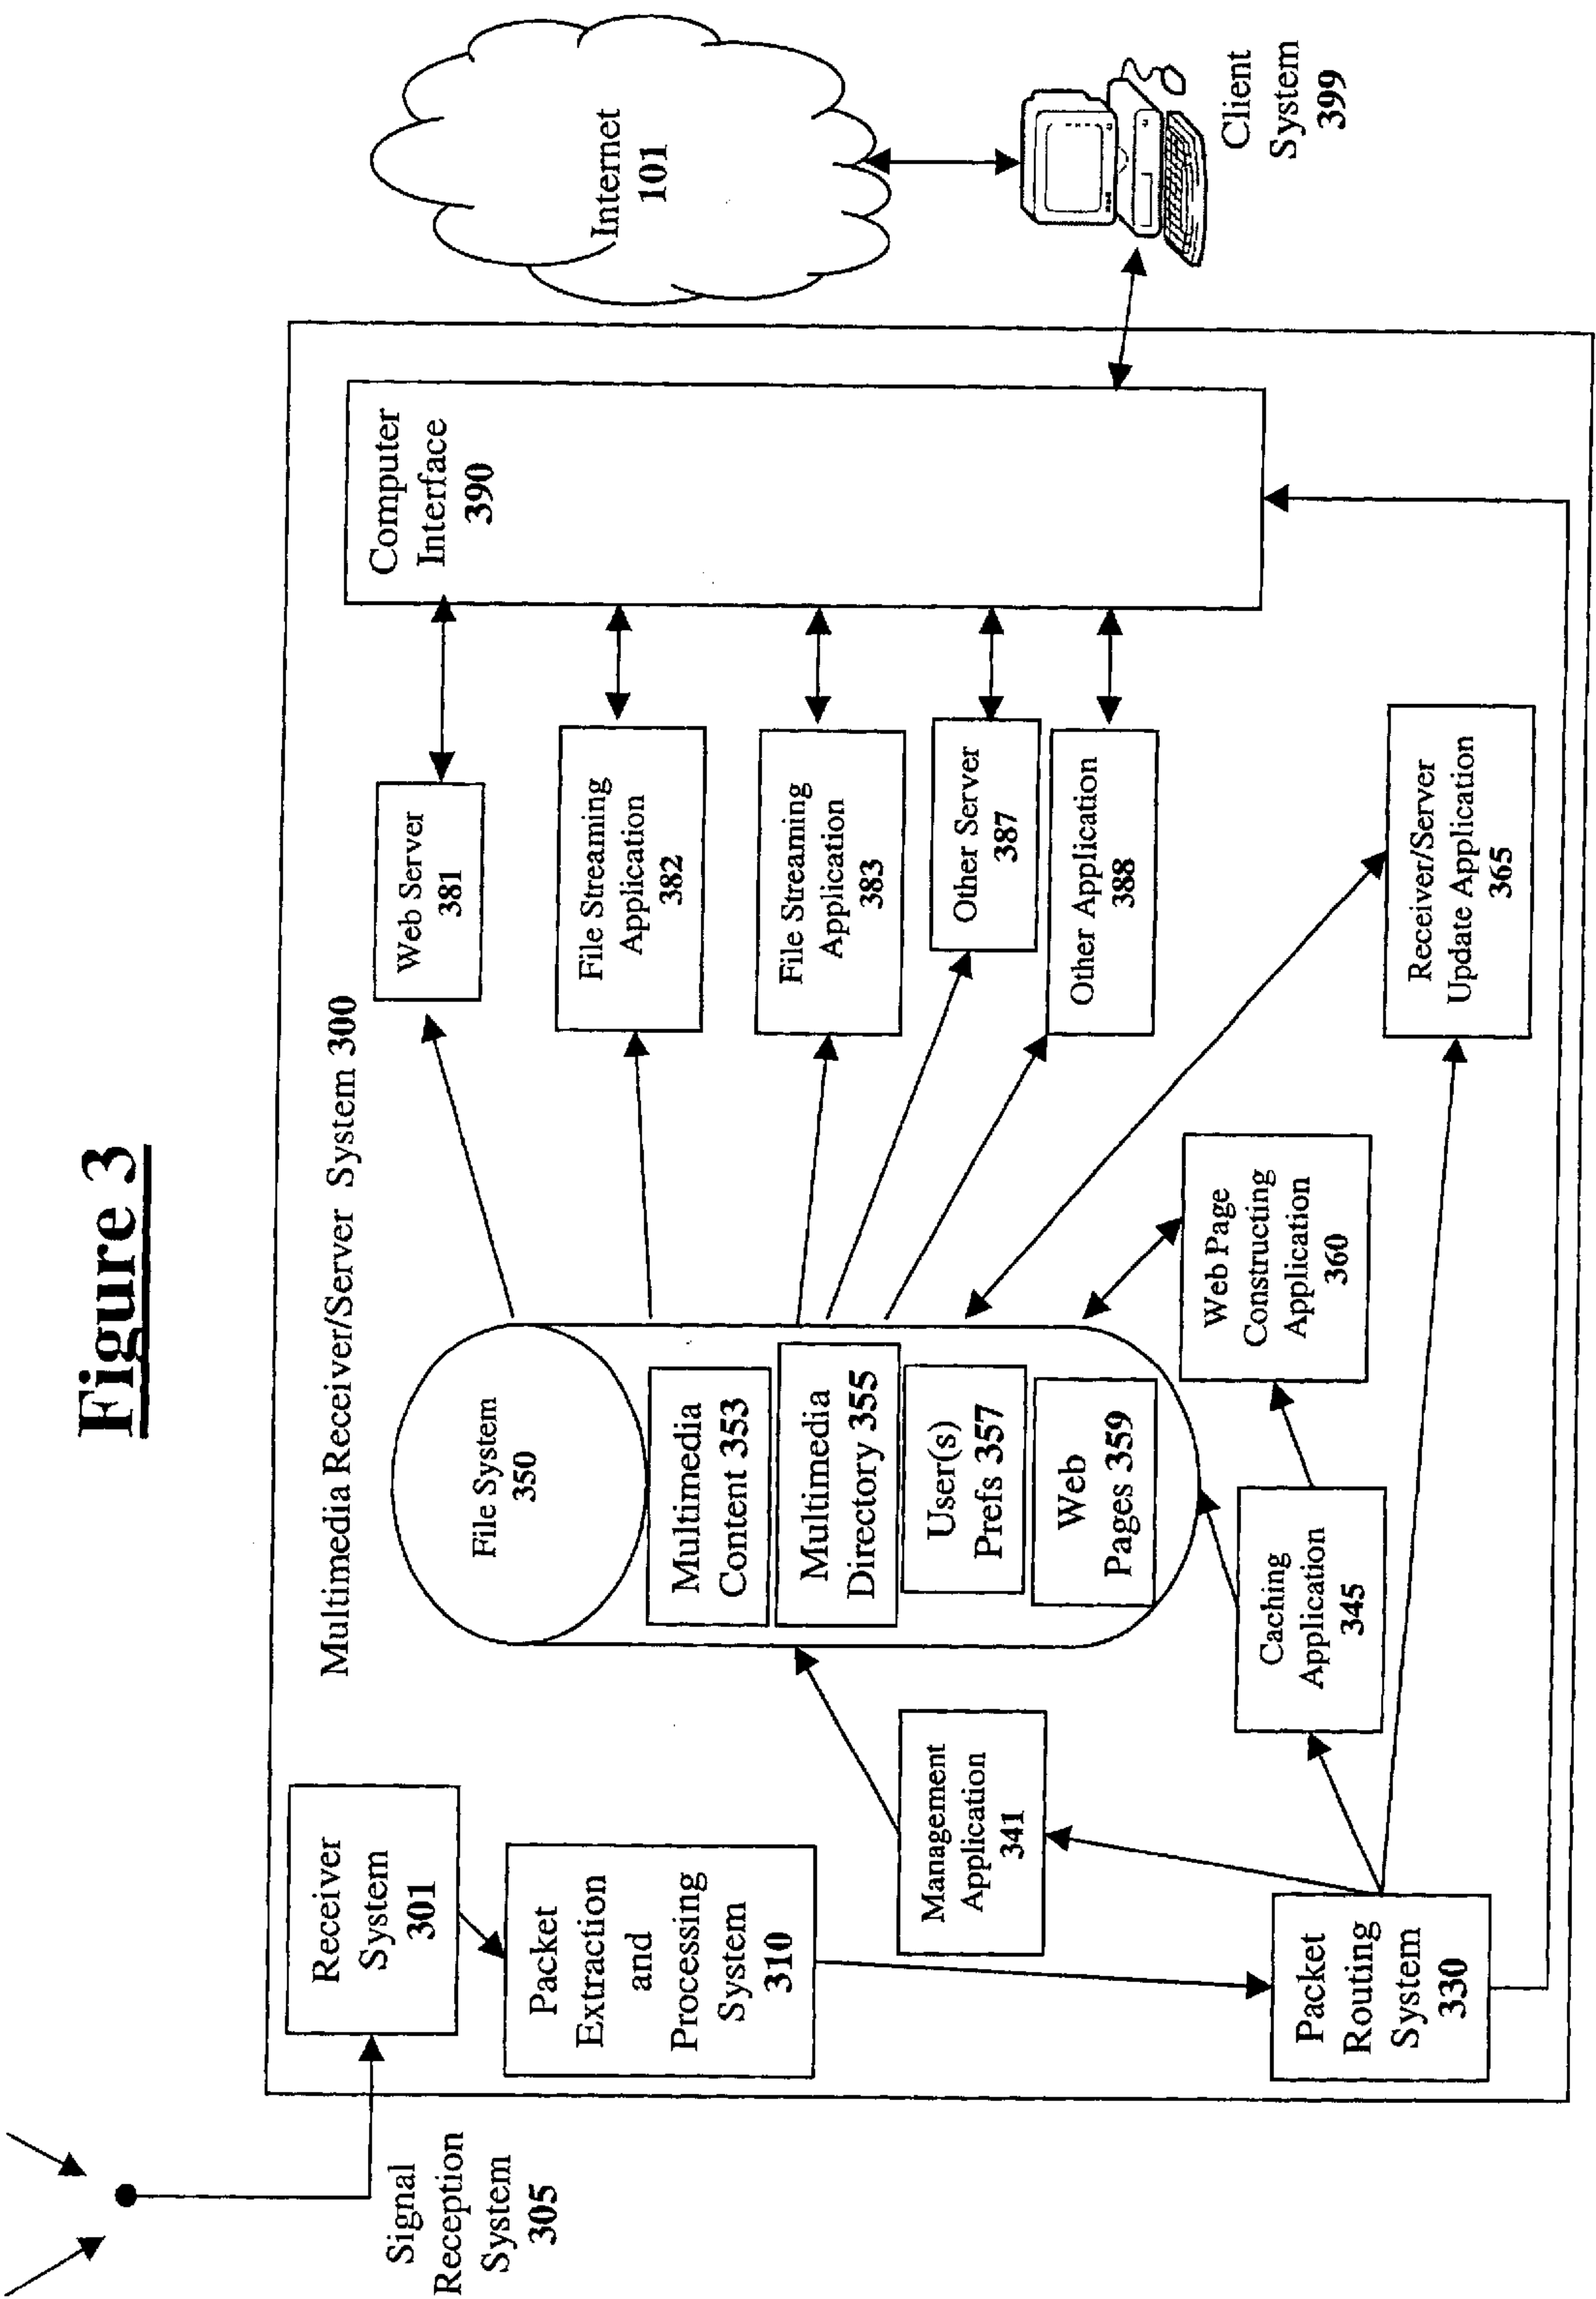 Figure 3
Multimedia Receiver/Server System 300
Signal
Reception
System
305
Receiver
System
301
Packet
Extraction
and
Processing
System
310
Packet
Routing
System
330
Management
Application
341
Caching
Application
345
File System
350
Multimedia
Content 353
Multimedia
Directory 355
User(s)
Prefs 357
Web
Pages 359
Web Page
Constructing
Application
360
Receiver/Server
Update Application
365
Web Server
381
File Streaming
Application
382
File Streaming
Application
383
Other Server
387
Other Application
388
Computer
Interface
390
Internet
101
Client
System
399